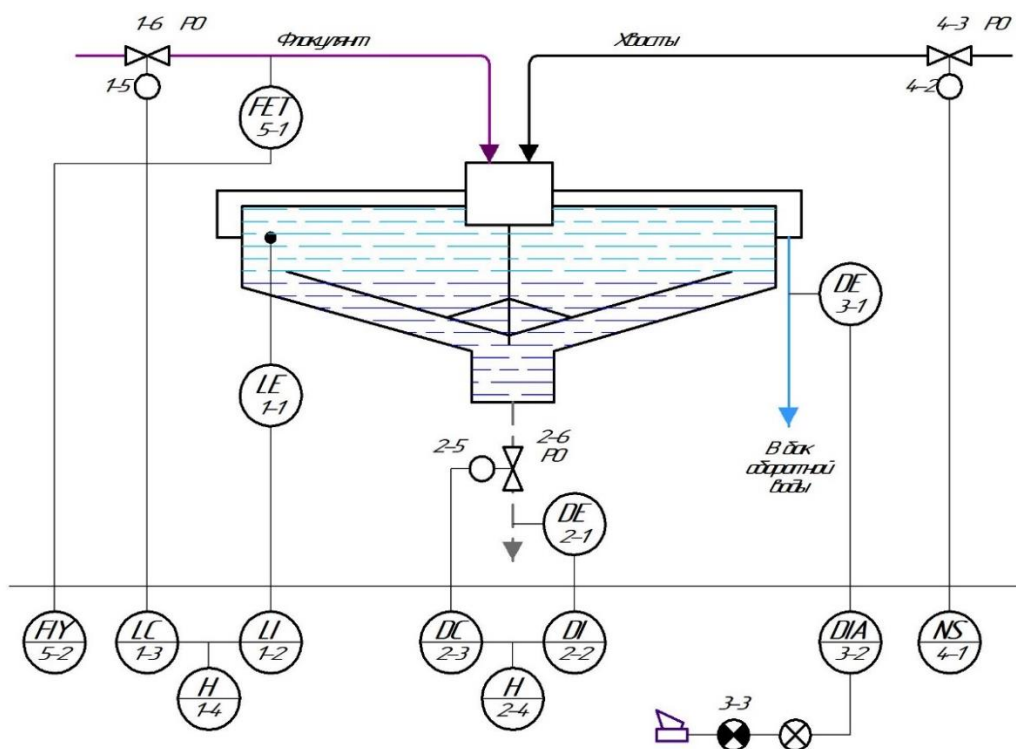 1-6 РО
Флокулянт
Хвосты
4-3 РО
1-5
4-2
FET
5-1
DE
3-1
LE
1-1
2-5
2-6
РО
В бак
оборотной
воды
DE
2-1
FIY
5-2
LC
1-3
LI
1-2
DC
2-3
DI
2-2
DIA
3-2
NS
4-1
H
1-4
H
2-4
3-3